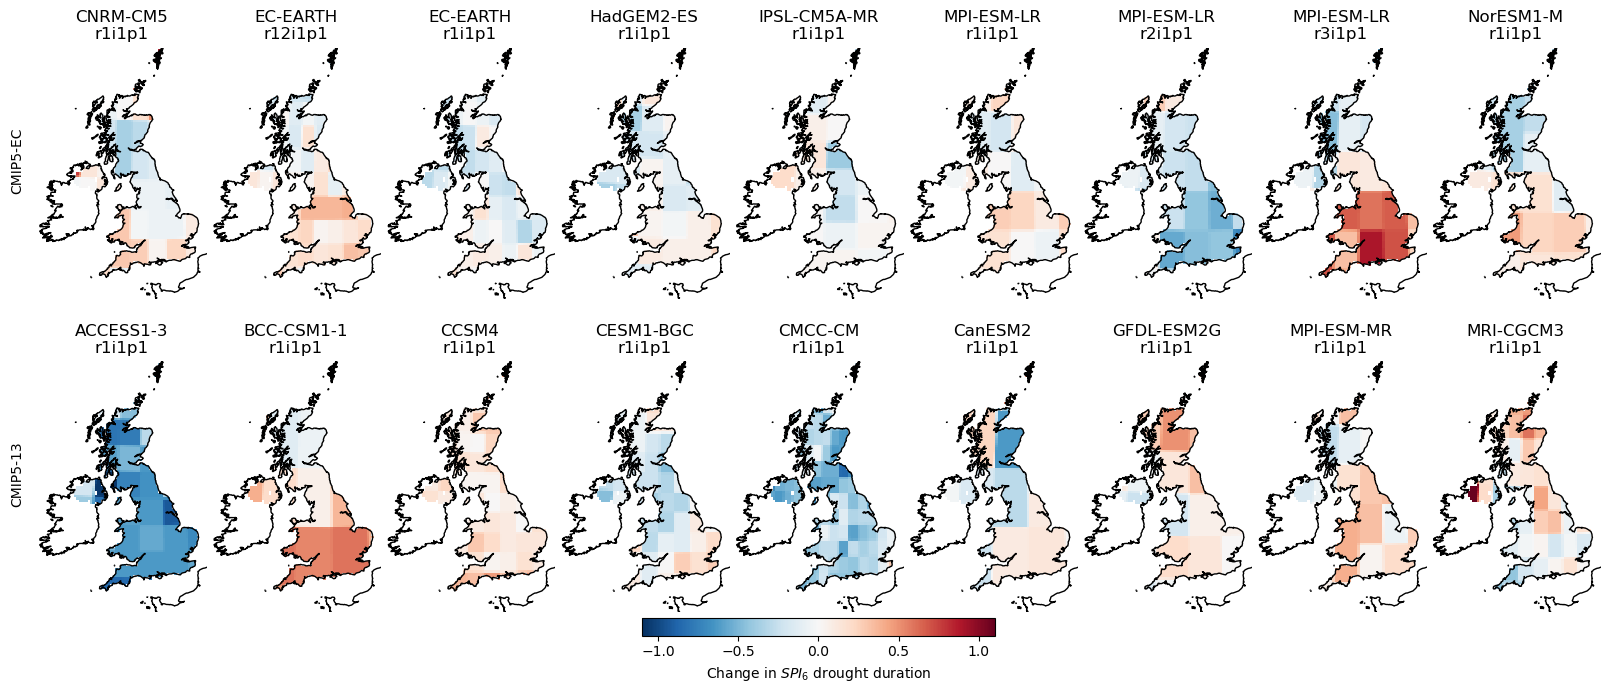 CNRM-CM5 EC-EARTH EC-EARTH HadGEM2-ES IPSL-CM5A-MR MPI-ESM-LR MPI-ESM-LR MPI-ESM-LR NorESM1-M
r1i1p1 r12i1p1 r1i1p1 r1i1p1 r1i1p1 r1i1p1 r2i1p1 r3i1p1 r1i1p1
CMIP5-EC
ACCESS1-3 BCC-CSM1-1 CCSM4 CESM1-BGC CMCC-CM CanESM2 GFDL-ESM2G MPI-ESM-MR MRI-CGCM3
r1i1p1 r1i1p1 r1i1p1 r1i1p1 r1i1p1 r1i1p1 r1i1p1 r1i1p1 r1i1p1
CMIP5-13
−1.0 −0.5 0.0 0.5 1.0
Change in SPI₆ drought duration